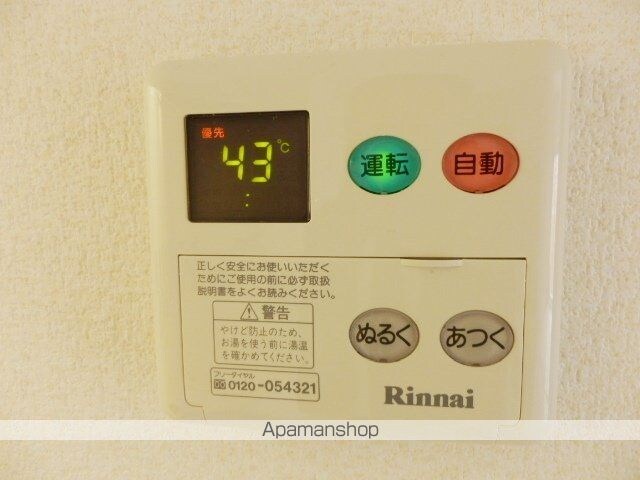 優先
43℃
:
運転
自動
正しく安全にお使いいただく
ためにご使用の前に必ず取扱
説明書をよくお読みください。
警告
やけど防止のため、
お湯を使う前に湯温
を確かめてください。
フリーダイヤル
0120-054321
ぬるく
あつく
Rinnai
Apamanshop